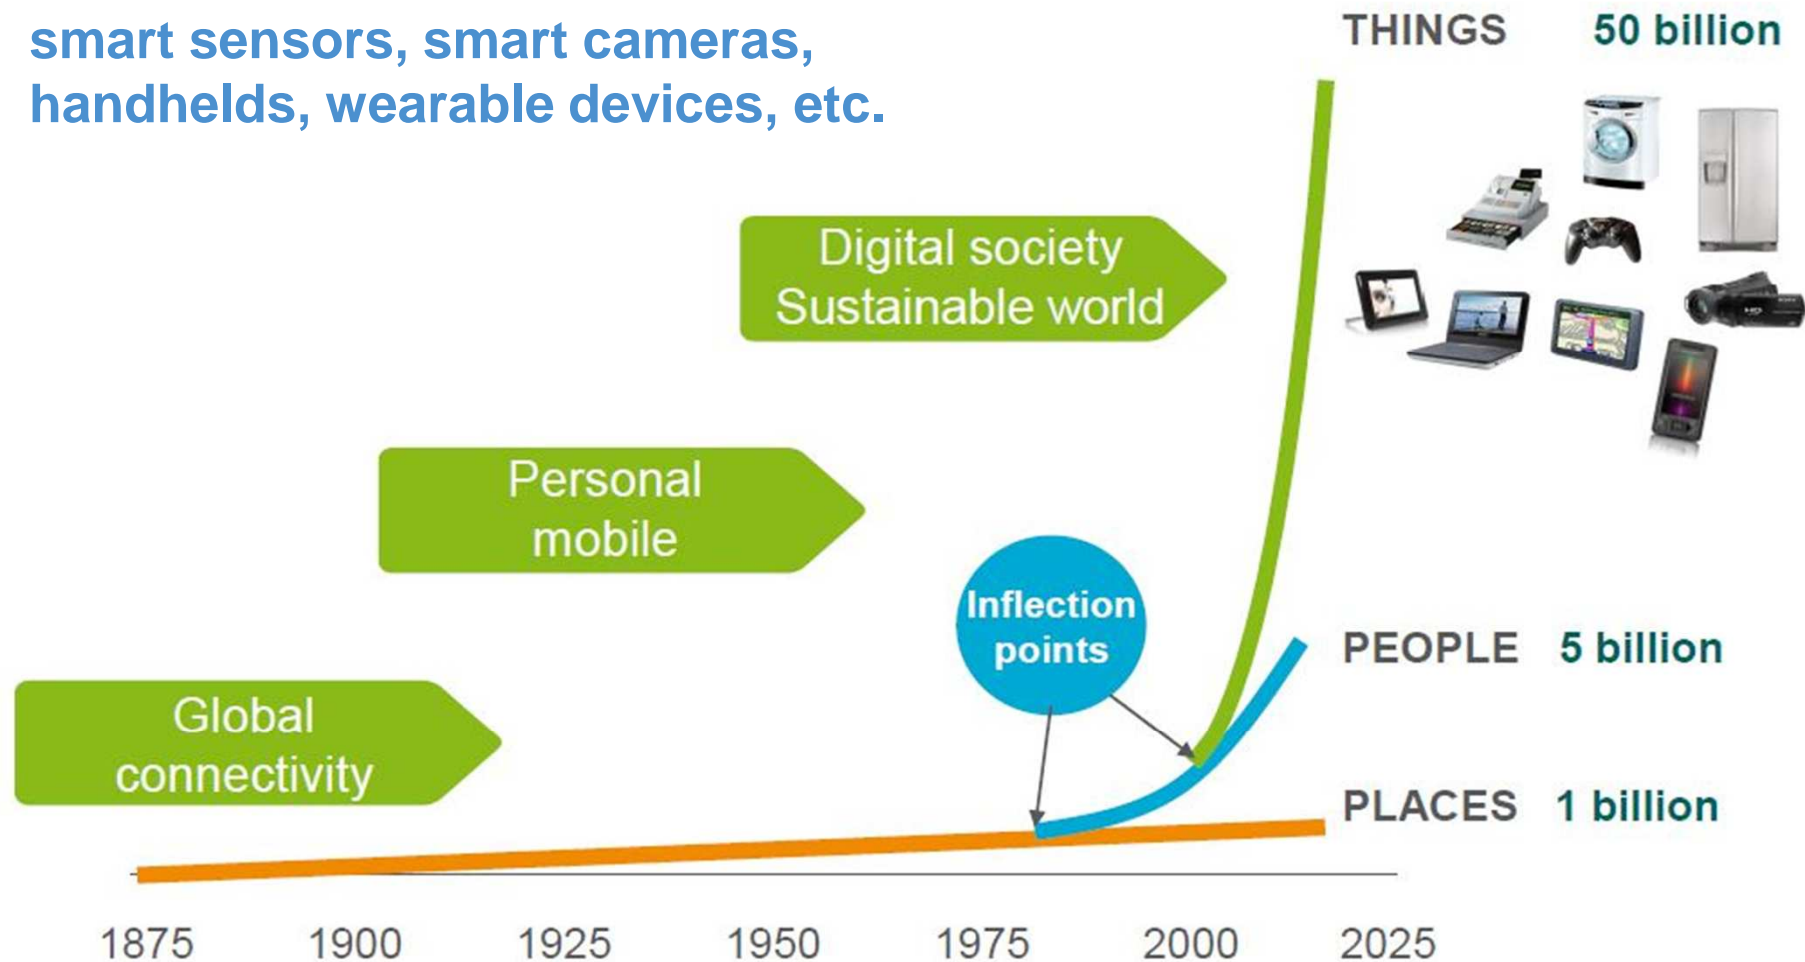 smart sensors, smart cameras,
handhelds, wearable devices, etc.
THINGS 50 billion
Digital society
Sustainable world
Personal
mobile
Inflection
points
PEOPLE 5 billion
Global
connectivity
PLACES 1 billion
1875 1900 1925 1950 1975 2000 2025